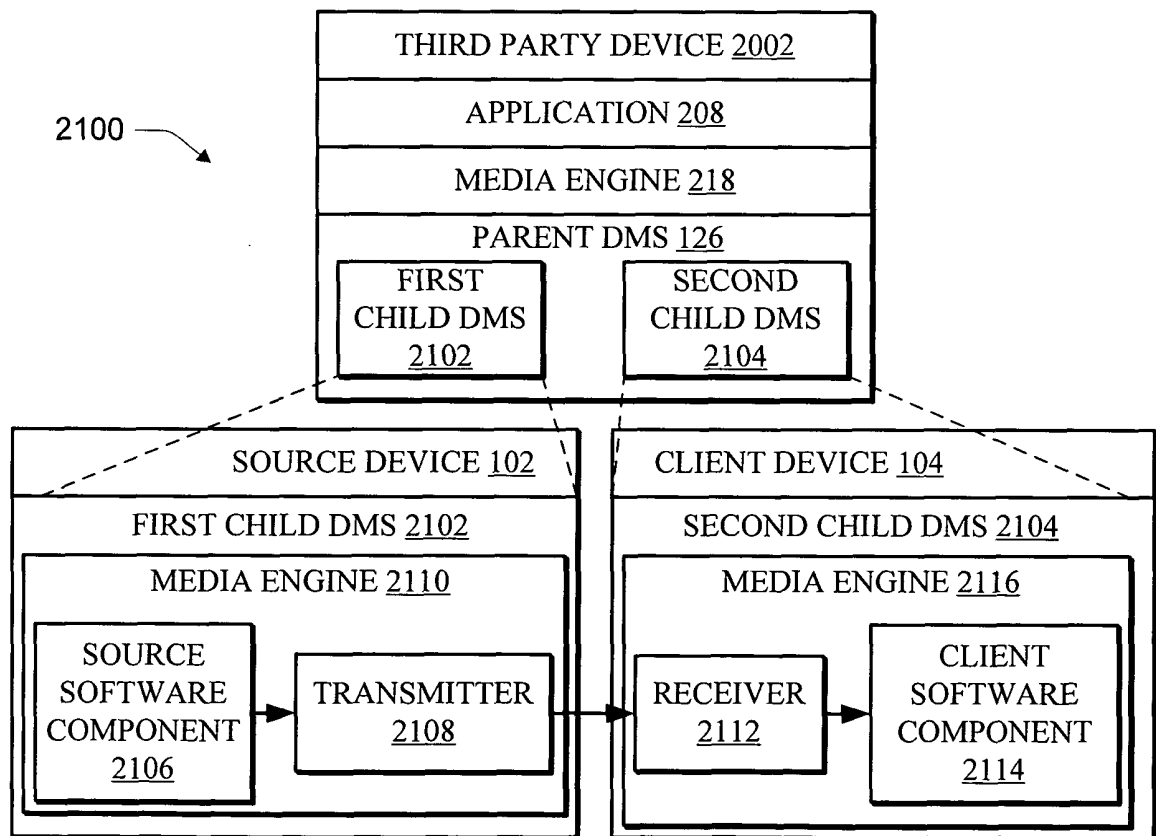 THIRD PARTY DEVICE 2002
APPLICATION 208
2100
MEDIA ENGINE 218
PARENT DMS 126
FIRST
CHILD DMS
2102
SECOND
CHILD DMS
2104
SOURCE DEVICE 102
FIRST CHILD DMS 2102
MEDIA ENGINE 2110
SOURCE
SOFTWARE
COMPONENT
2106
TRANSMITTER
2108
CLIENT DEVICE 104
SECOND CHILD DMS 2104
MEDIA ENGINE 2116
RECEIVER
2112
CLIENT
SOFTWARE
COMPONENT
2114